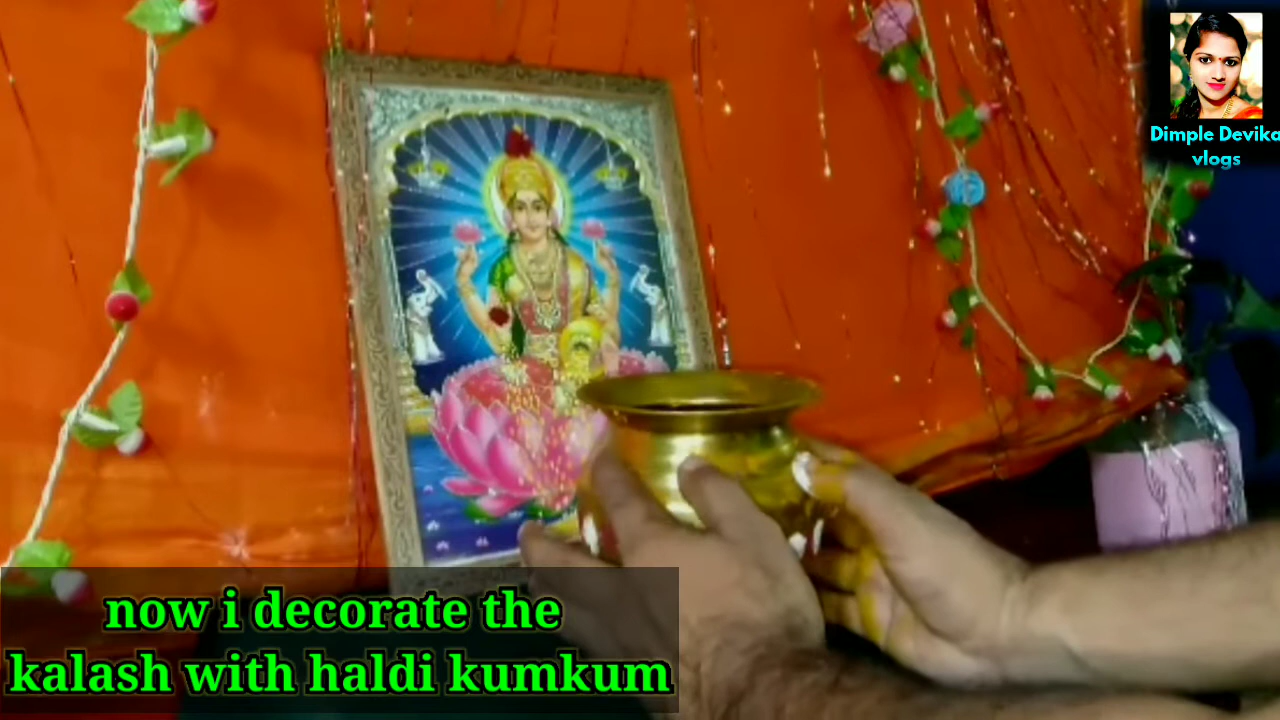 Dimple Devika
vlogs
now i decorate the
kalash with haldi kumkum